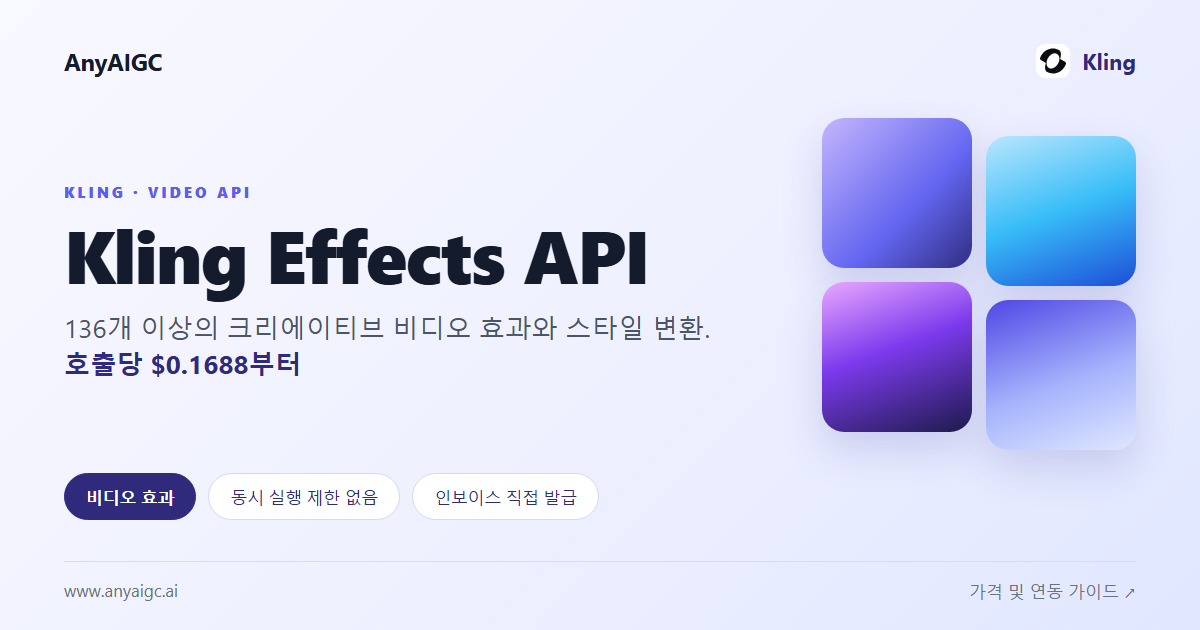 AnyAIGC
Kling
KLING · VIDEO API
Kling Effects API
136개 이상의 크리에이티브 비디오 효과와 스타일 변환.
호출당 $0.1688부터
비디오 효과
동시 실행 제한 없음
인보이스 직접 발급
www.anyaigc.ai
가격 및 연동 가이드 ↗